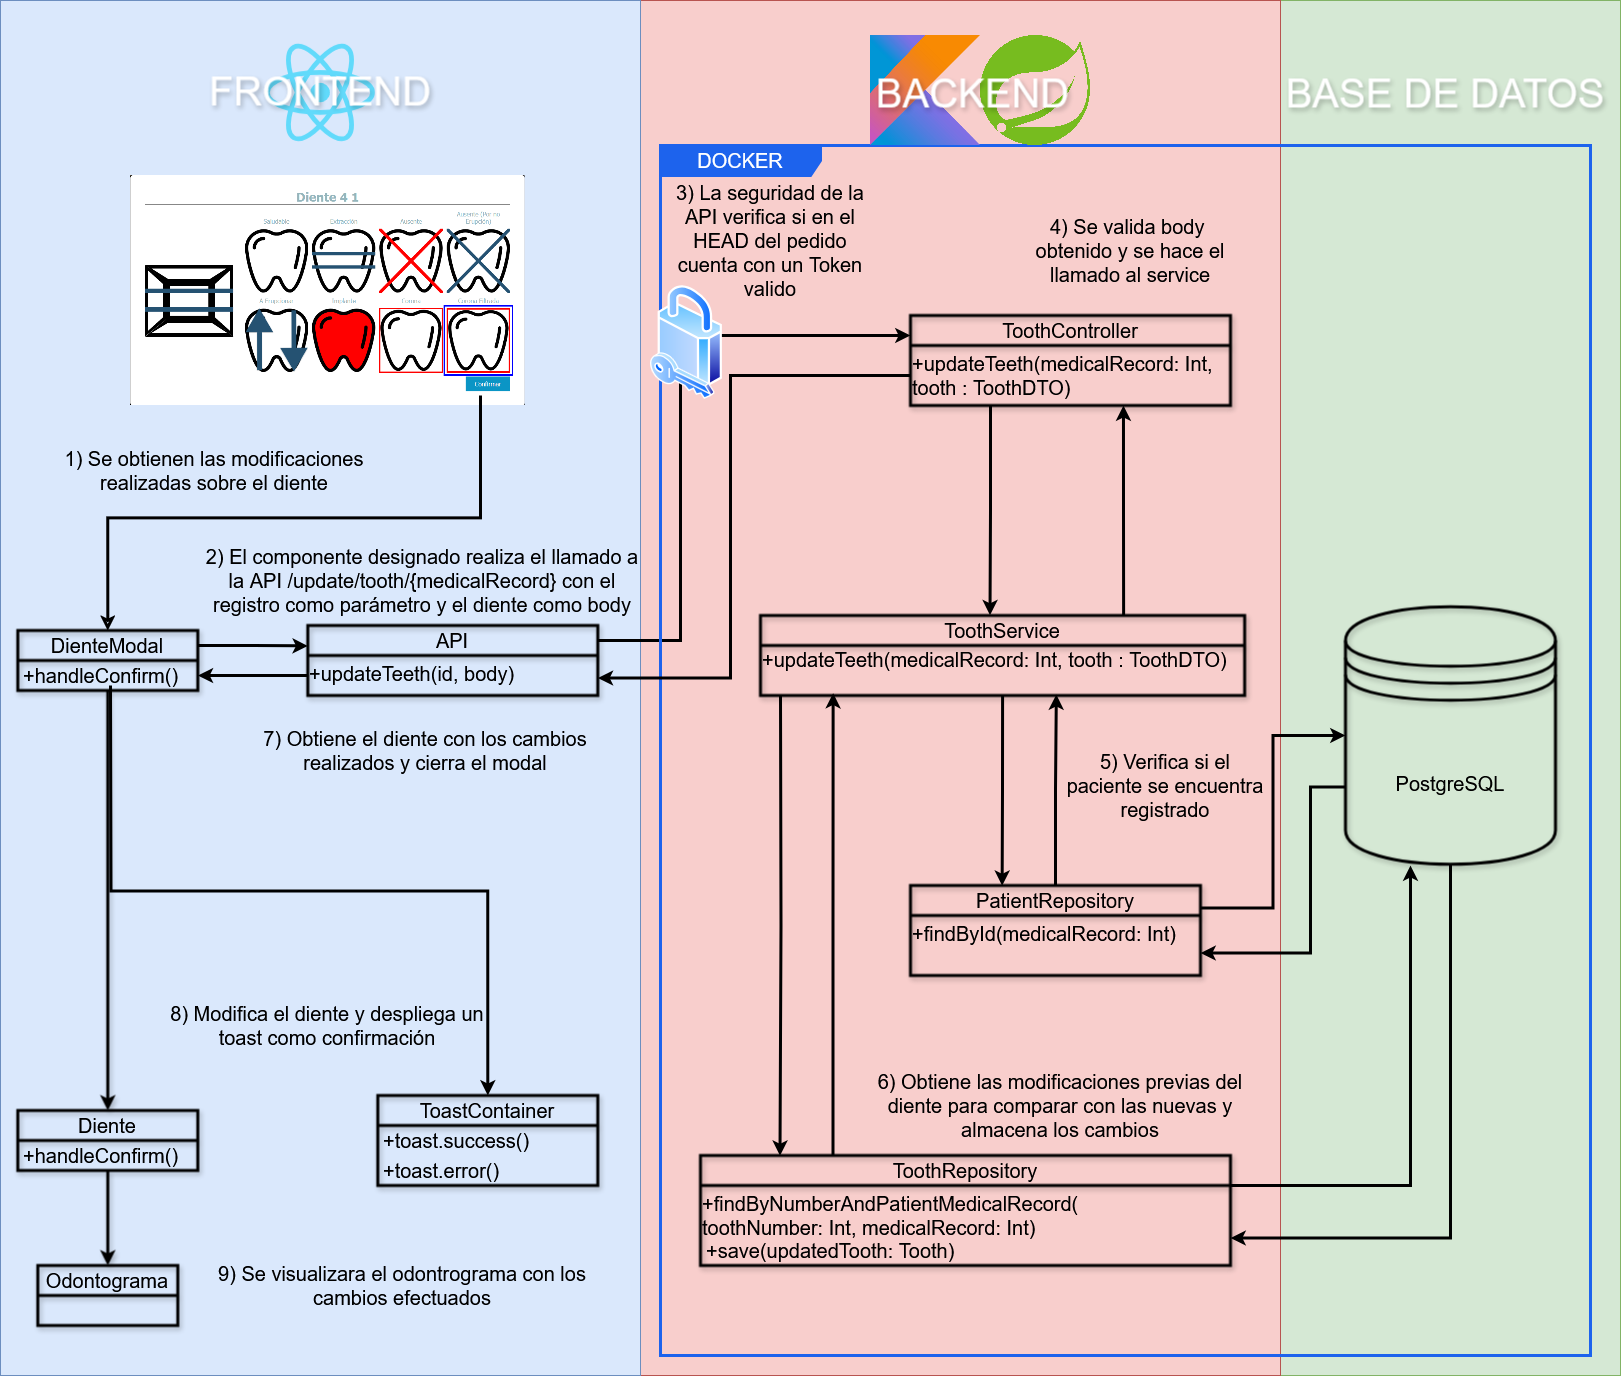 FRONTEND
BACKEND
BASE DE DATOS
DOCKER
Diente 4 1
Saludable
Extracción
Ausente
Ausente (Por no
Erupción)
A Erupcionar
Implante
Corona
Corona Filtrada
Confirmar
1) Se obtienen las modificaciones
realizadas sobre el diente
2) El componente designado realiza el llamado a
la API /update/tooth/{medicalRecord} con el
registro como parámetro y el diente como body
DienteModal
+handleConfirm()
API
+updateTeeth(id, body)
7) Obtiene el diente con los cambios
realizados y cierra el modal
8) Modifica el diente y despliega un
toast como confirmación
Diente
+handleConfirm()
ToastContainer
+toast.success()
+toast.error()
Odontograma
9) Se visualizara el odontrograma con los
cambios efectuados
3) La seguridad de la
API verifica si en el
HEAD del pedido
cuenta con un Token
valido
4) Se valida body
obtenido y se hace el
llamado al service
ToothController
+updateTeeth(medicalRecord: Int,
tooth : ToothDTO)
ToothService
+updateTeeth(medicalRecord: Int, tooth : ToothDTO)
5) Verifica si el
paciente se encuentra
registrado
PatientRepository
+findById(medicalRecord: Int)
6) Obtiene las modificaciones previas del
diente para comparar con las nuevas y
almacena los cambios
ToothRepository
+findByNumberAndPatientMedicalRecord(
toothNumber: Int, medicalRecord: Int)
+save(updatedTooth: Tooth)
PostgreSQL